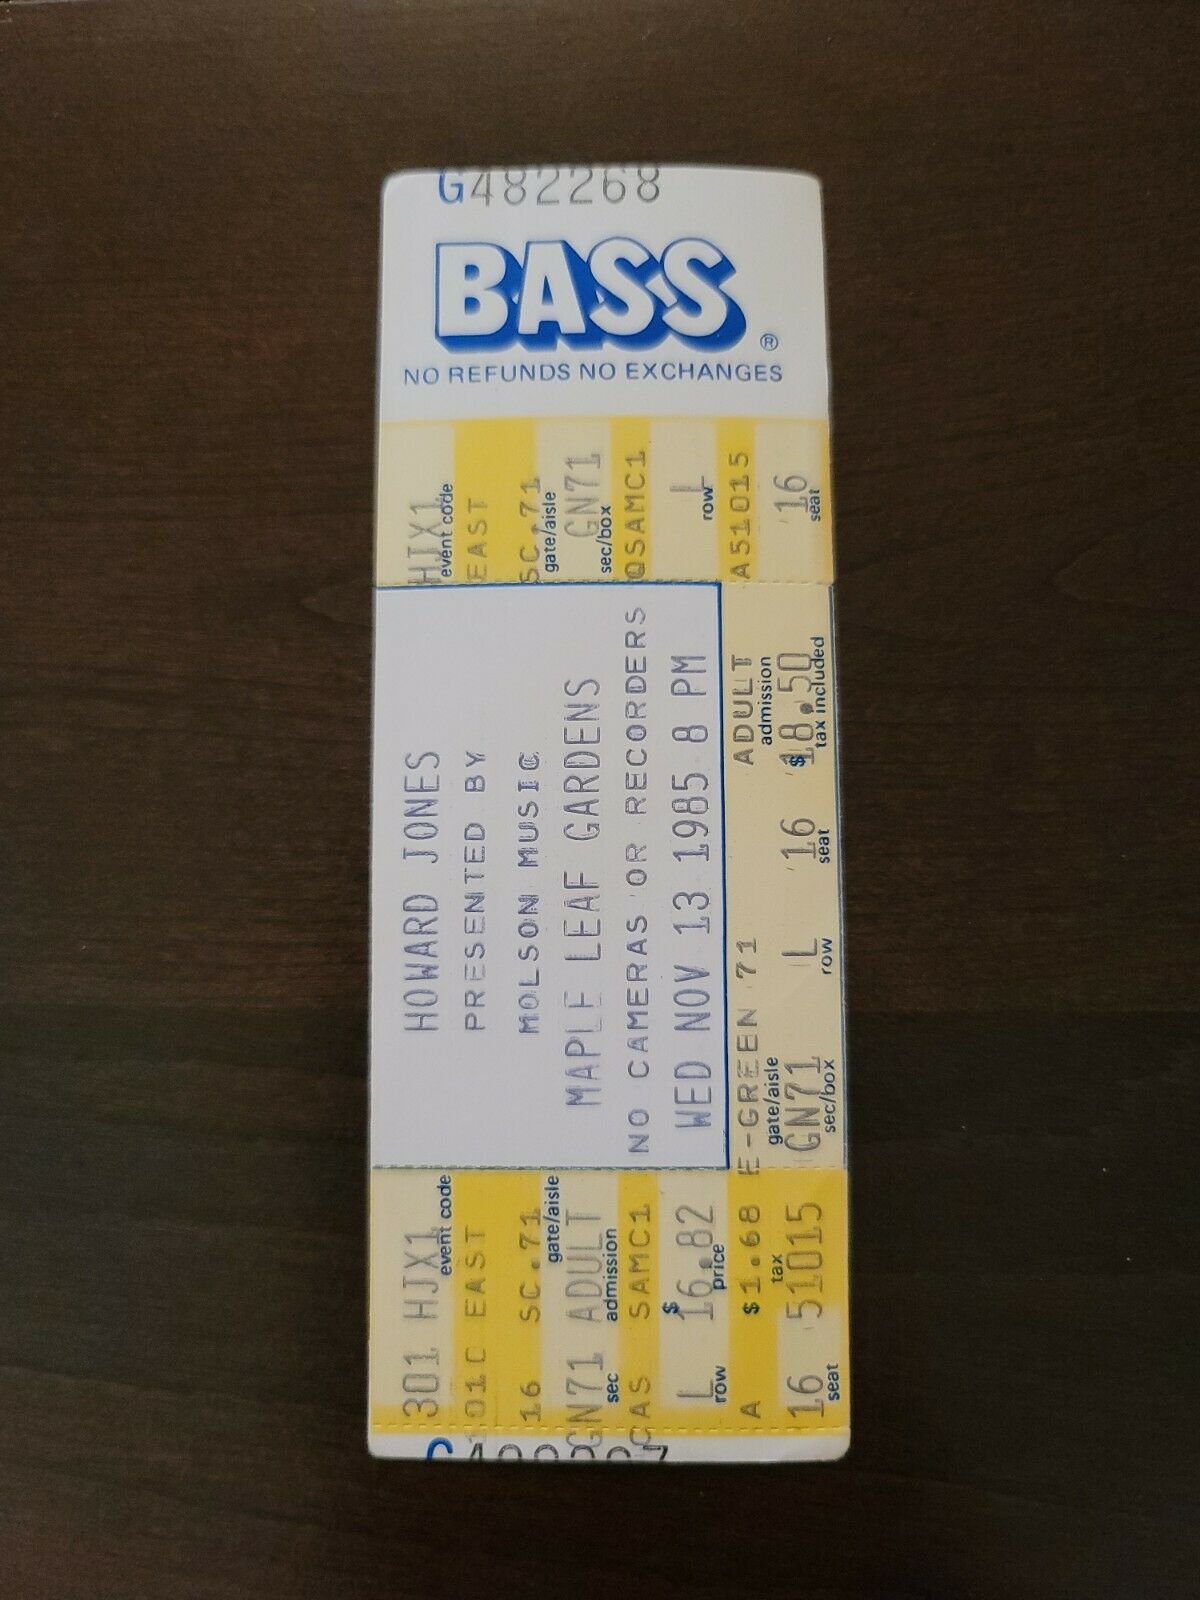 G482268
BASS®
NO REFUNDS NO EXCHANGES
HJX1
event code
EAST
SC.71
gate/aisle
GN71
sec/box
QSAMC1
L
row
A51015
16
seat
HOWARD JONES
PRESENTED BY
MOLSON MUSIC
MAPLE LEAF GARDENS
NO CAMERAS OR RECORDERS
WED NOV 13 1985 8 PM
E-GREEN 71 ADULT
gate/aisle admission
GN71 L 16 $18.50
sec/box row seat tax included
301 HJX1
event code
101C EAST
16 SC.71
gate/aisle
GN71 ADULT
sec admission
CAS SAMC1
L $16.82
row price
A $1.68
tax
16 51015
seat